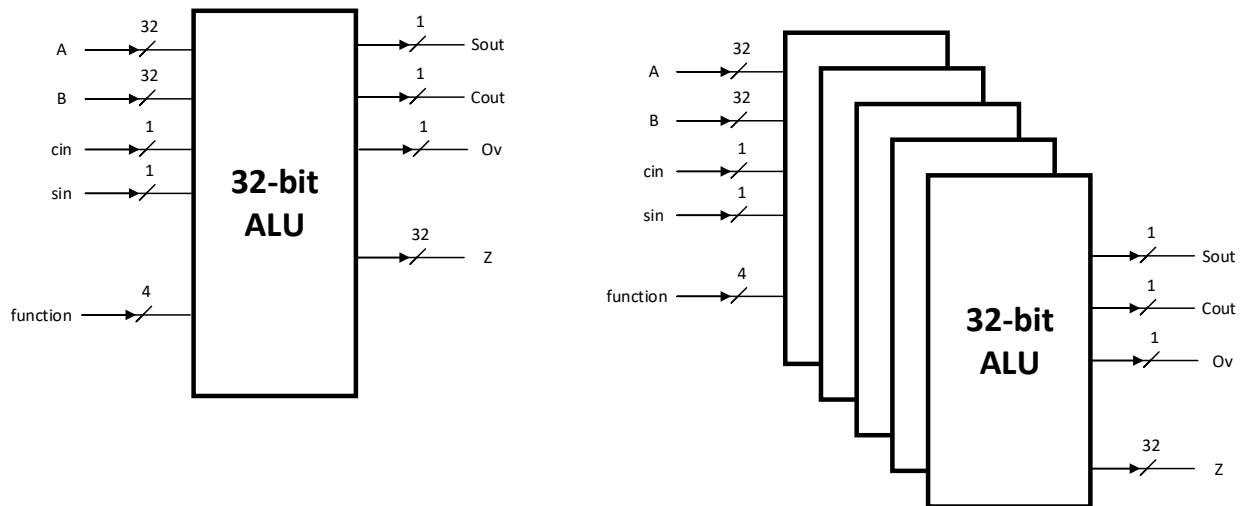 32
A
32
B
1
cin
1
sin
4
function
32-bit
ALU
1
Sout
1
Cout
1
Ov
32
Z
32
A
32
B
1
cin
1
sin
4
function
32-bit
ALU
1
Sout
1
Cout
1
Ov
32
Z